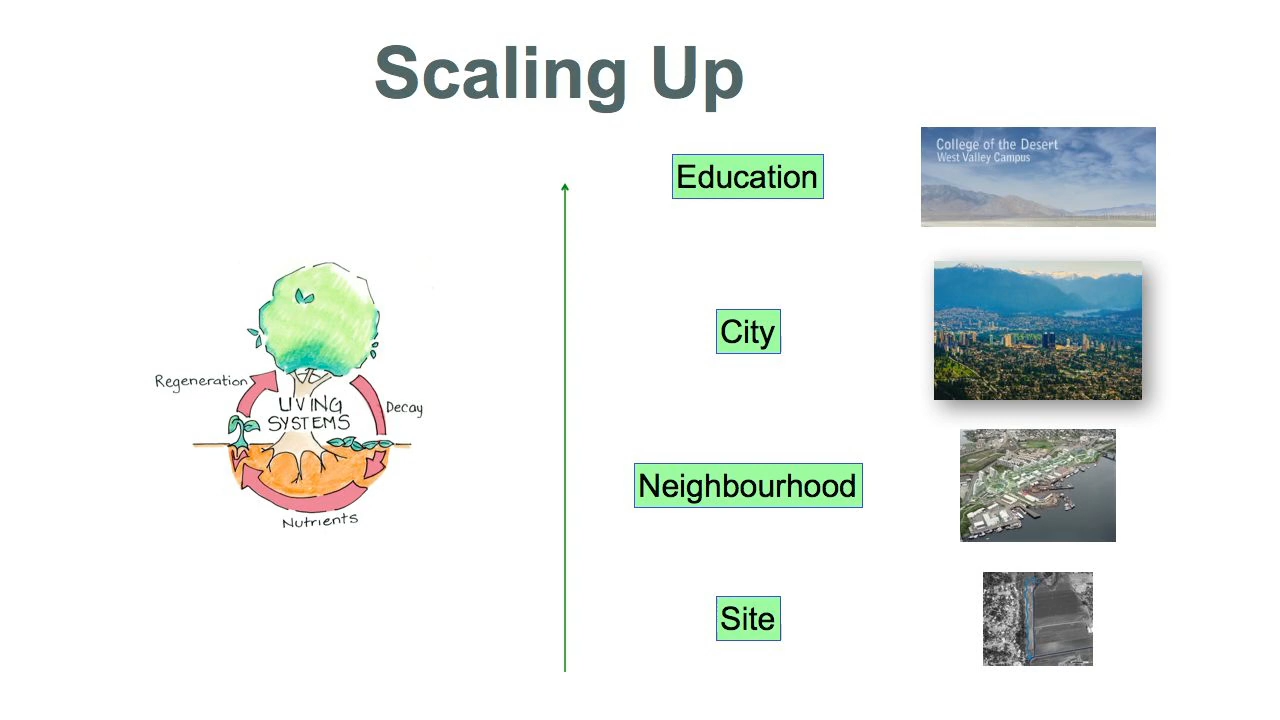 Scaling Up
Education
College of the Desert
West Valley Campus
City
Regeneration
LIVING
SYSTEMS
Decay
Neighbourhood
Nutrients
Site